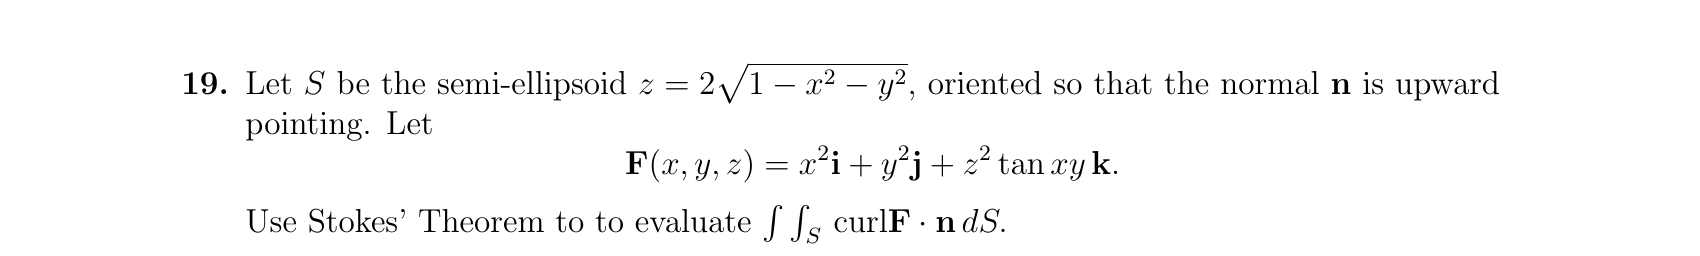 19. Let S be the semi-ellipsoid z = 2√(1 − x² − y²), oriented so that the normal n is upward
pointing. Let
F(x, y, z) = x²i + y²j + z² tan xy k.
Use Stokes’ Theorem to to evaluate ∫ ∫_S curlF · n dS.